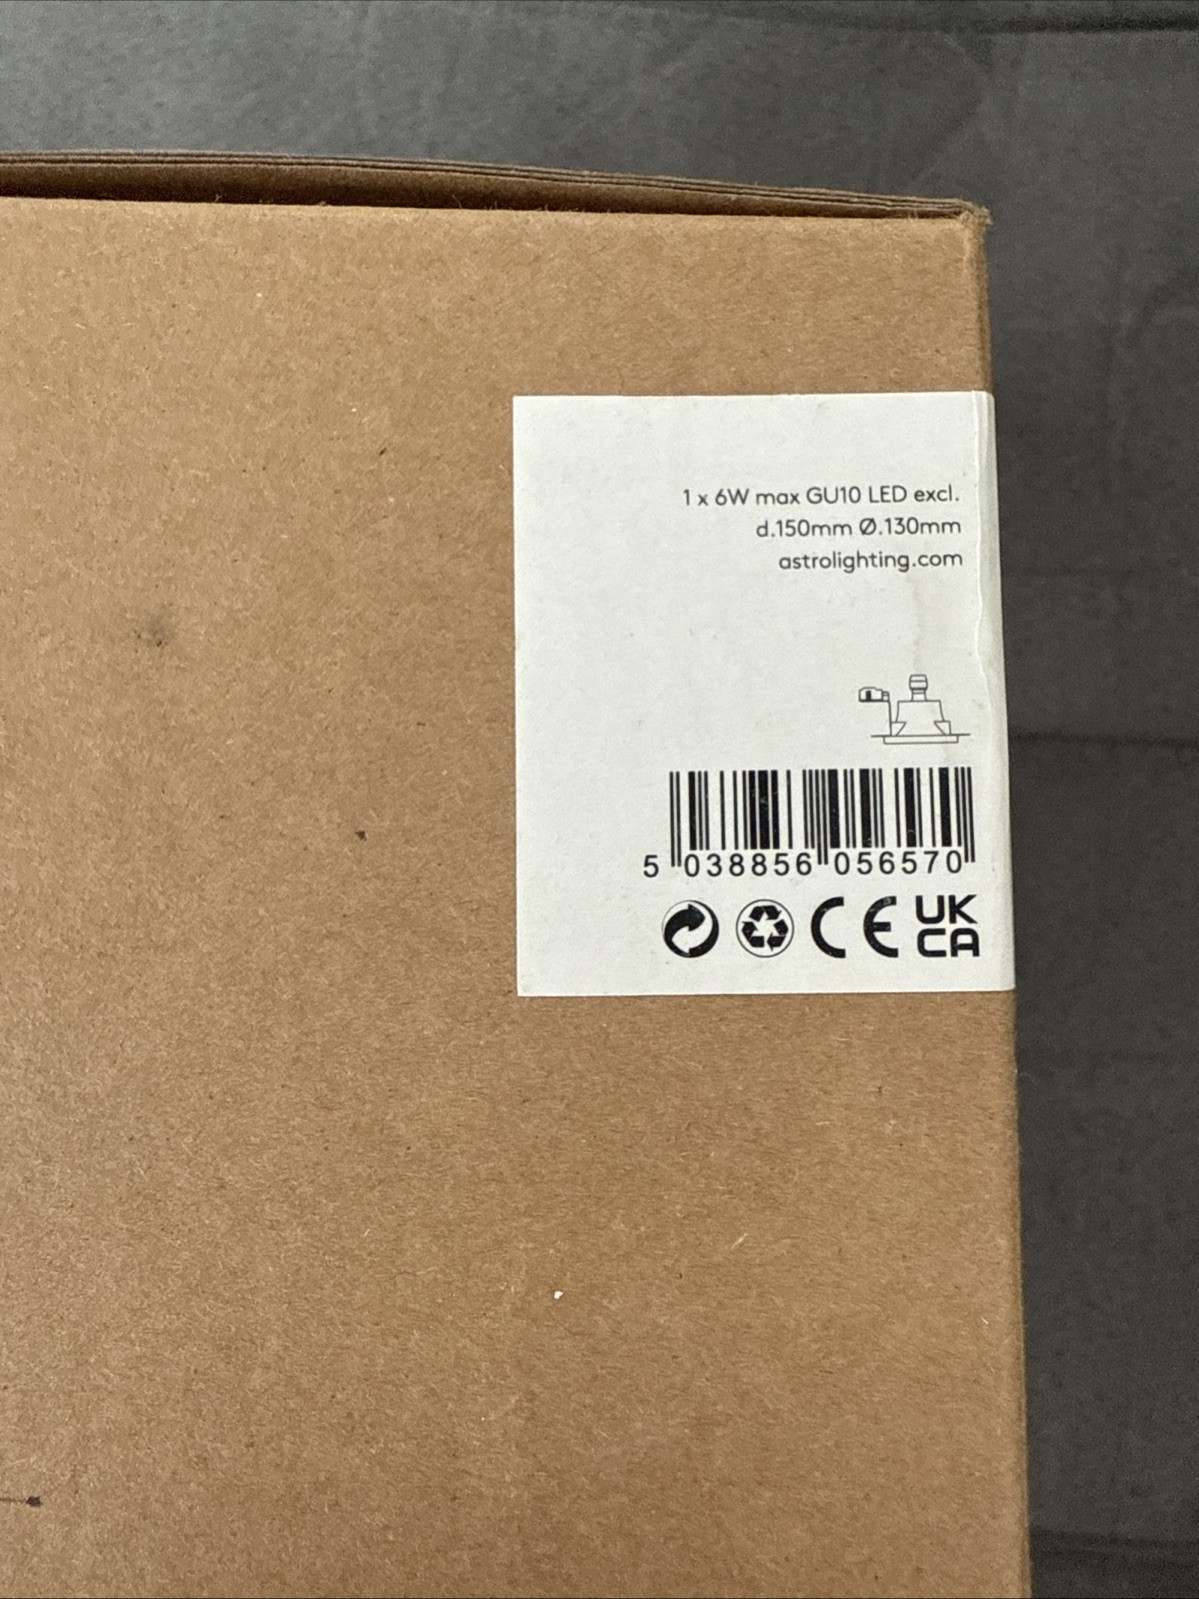 1 x 6W max GU10 LED excl.
d.150mm Ø.130mm
astrolighting.com
5 038856 056570
CE UK
CA